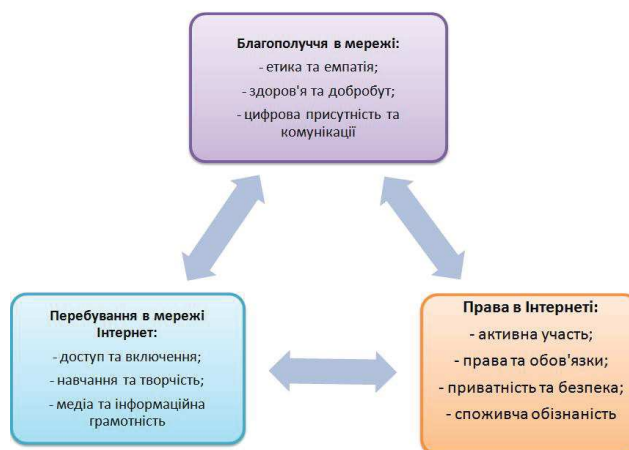 Благополуччя в мережі:
- етика та емпатія;
- здоров'я та добробут;
- цифрова присутність та
комунікації
Перебування в мережі
Інтернет:
- доступ та включення;
- навчання та творчість;
- медіа та інформаційна
грамотність
Права в Інтернеті:
- активна участь;
- права та обов'язки;
- приватність та безпека;
- споживча обізнаність